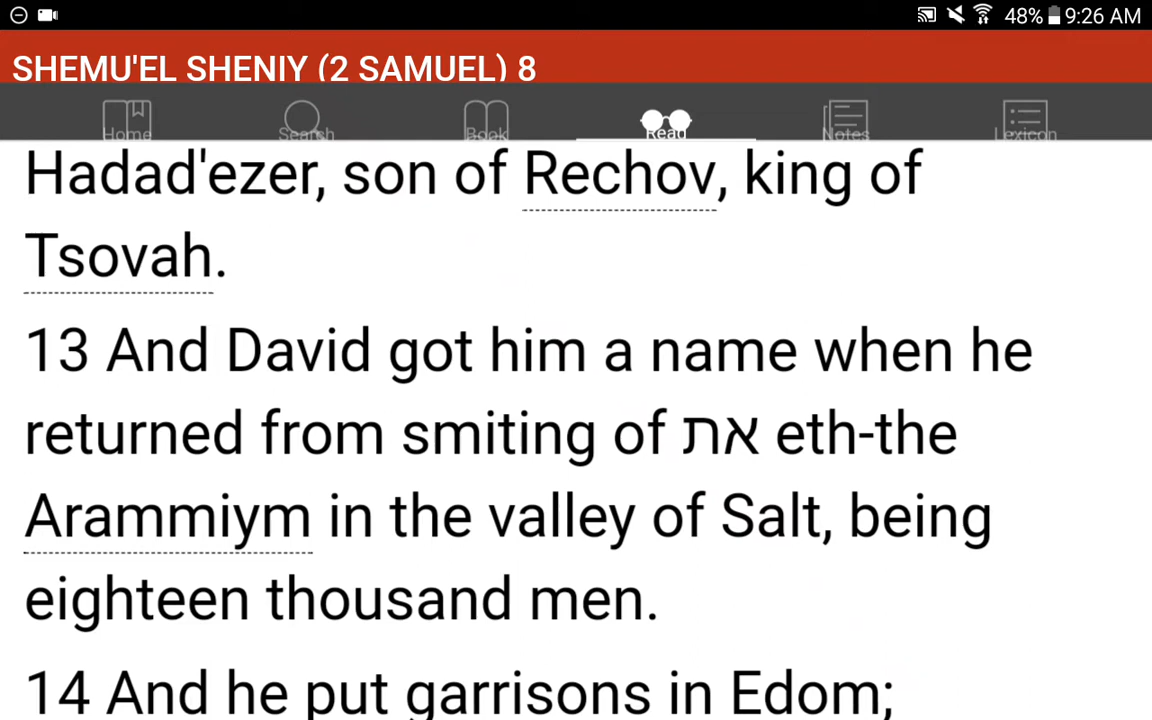 48% 9:26 AM
SHEMU'EL SHENIY (2 SAMUEL) 8
Home Search Book Read Notes Lexicon
Hadad'ezer, son of Rechov, king of
Tsovah.
13 And David got him a name when he
returned from smiting of את eth-the
Arammiym in the valley of Salt, being
eighteen thousand men.
14 And he put garrisons in Edom;